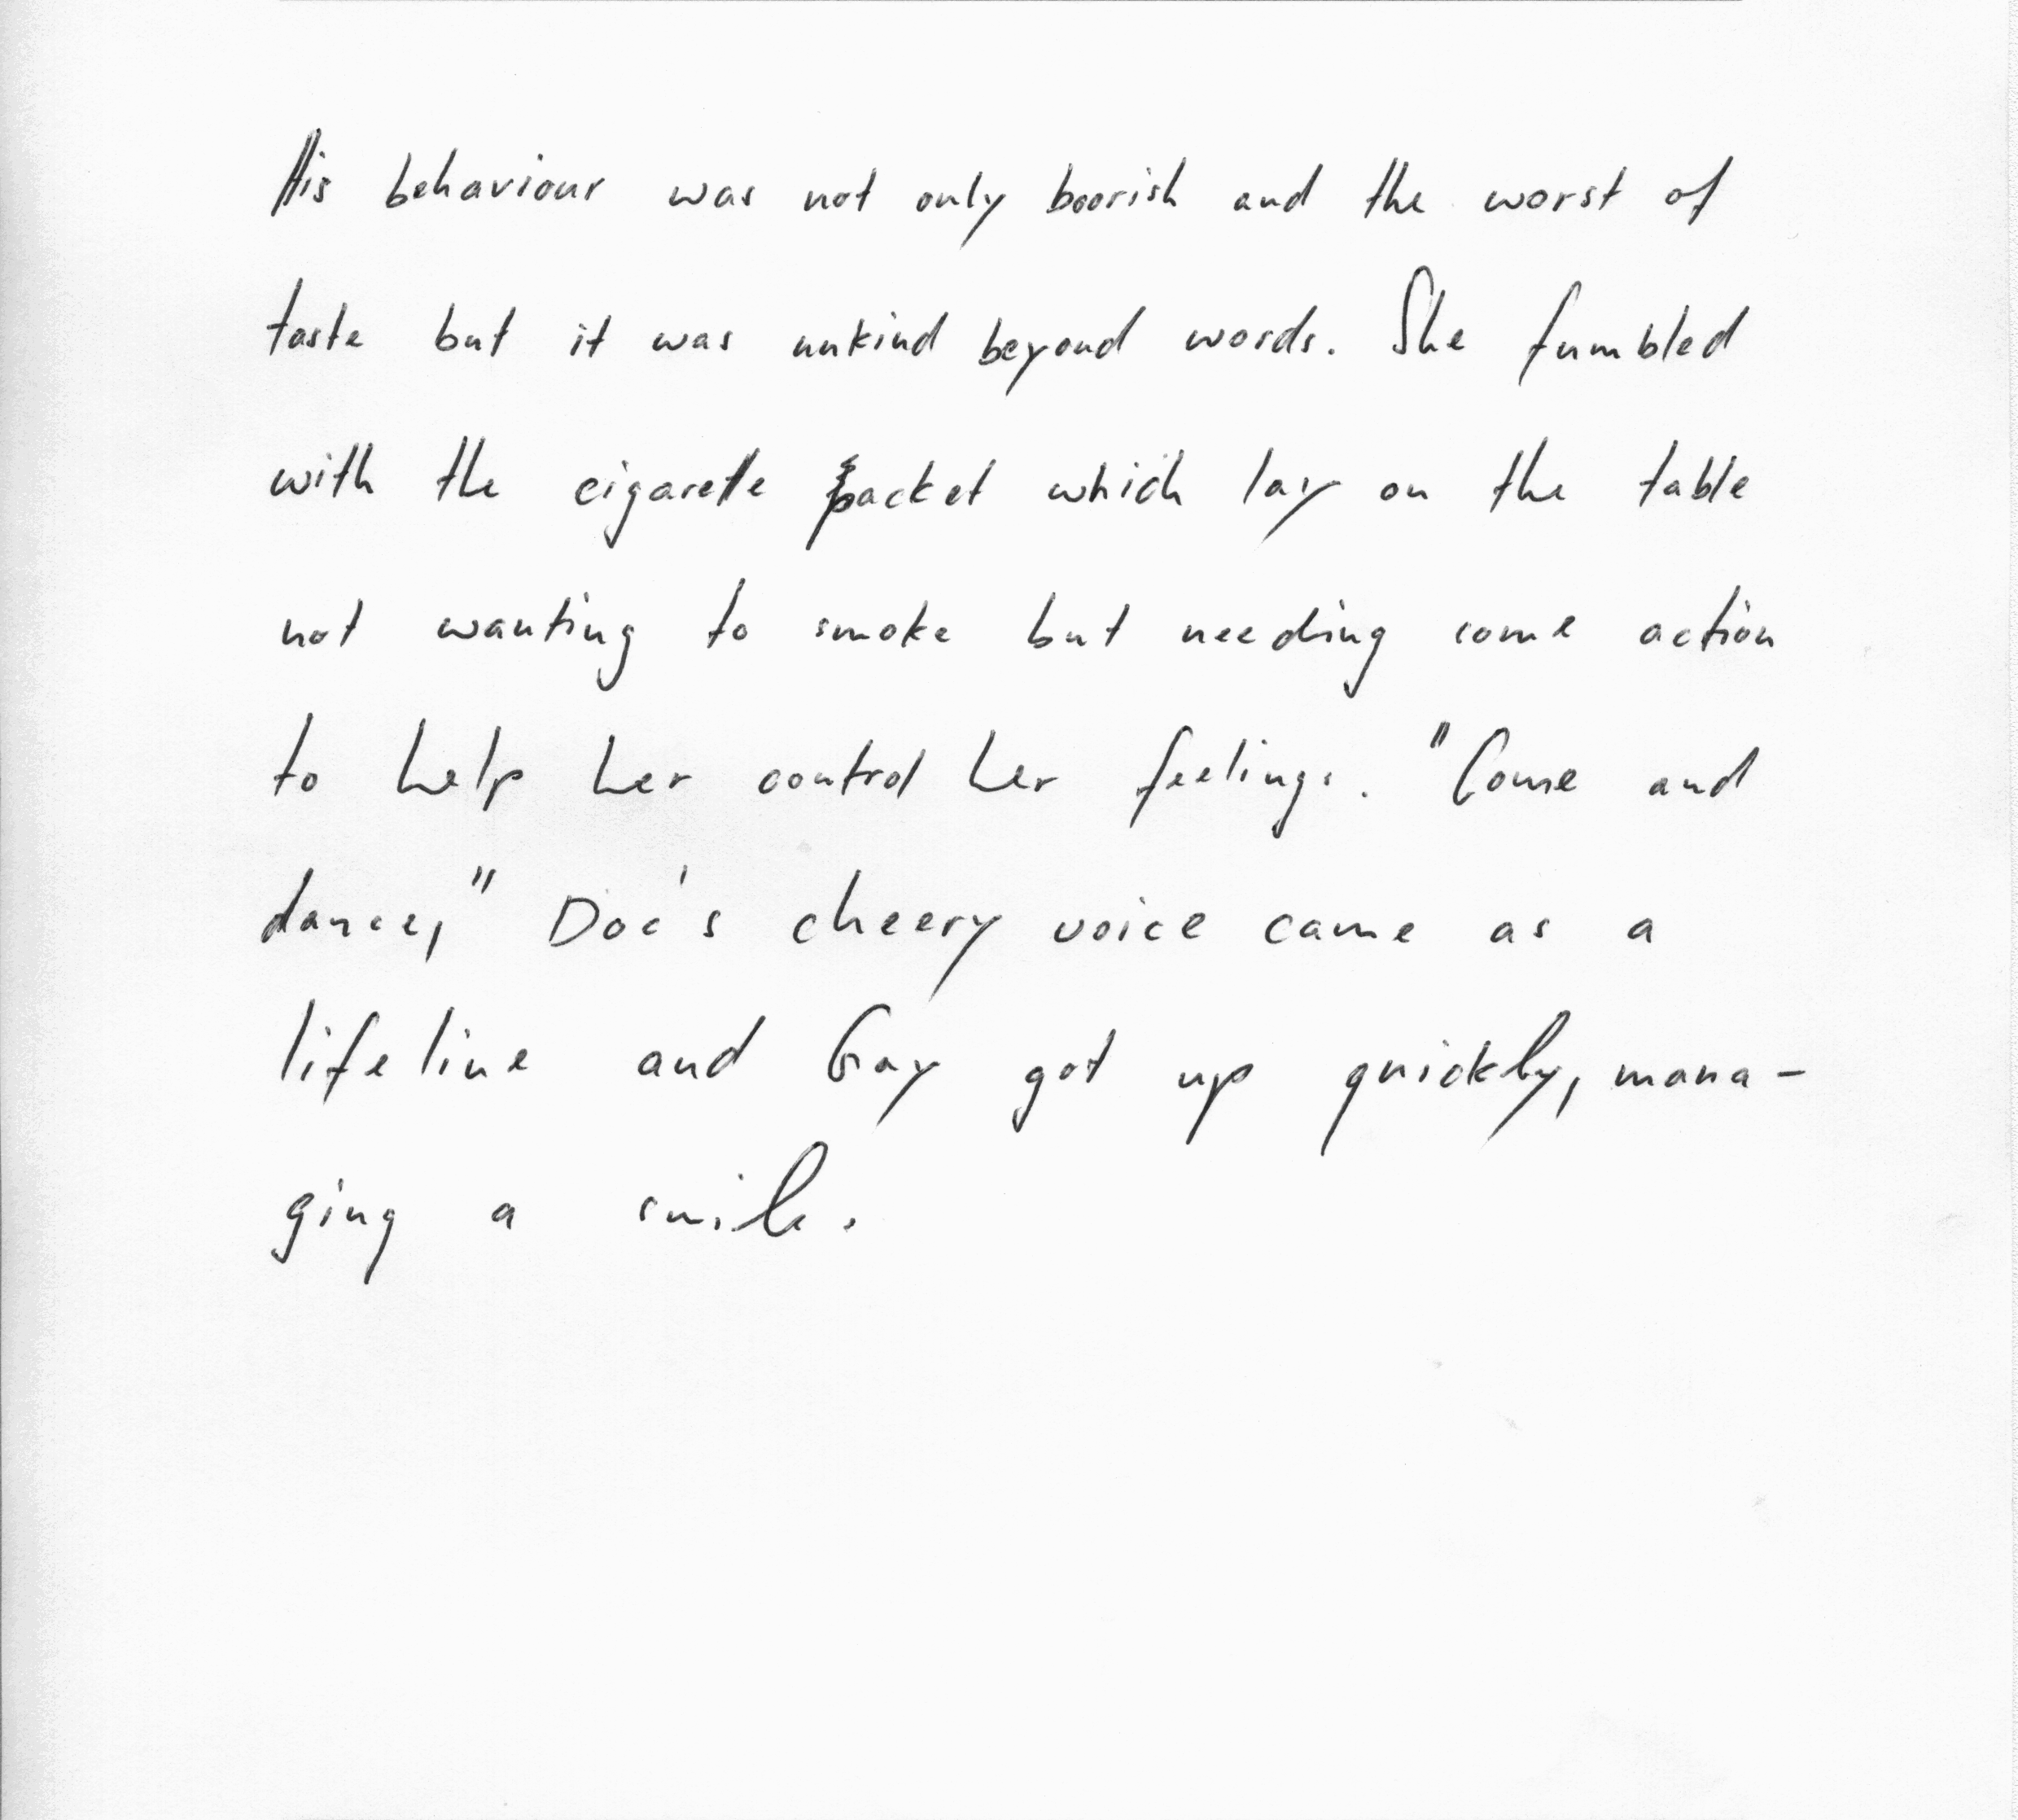 His behaviour was not only boorish and the worst of
taste but it was unkind beyond words. She fumbled
with the cigarette packet which lay on the table
not wanting to smoke but needing some action
to help her control her feelings. "Come and
dance," Doc's cheery voice came as a
lifeline and Gay got up quickly, mana-
ging a smile.